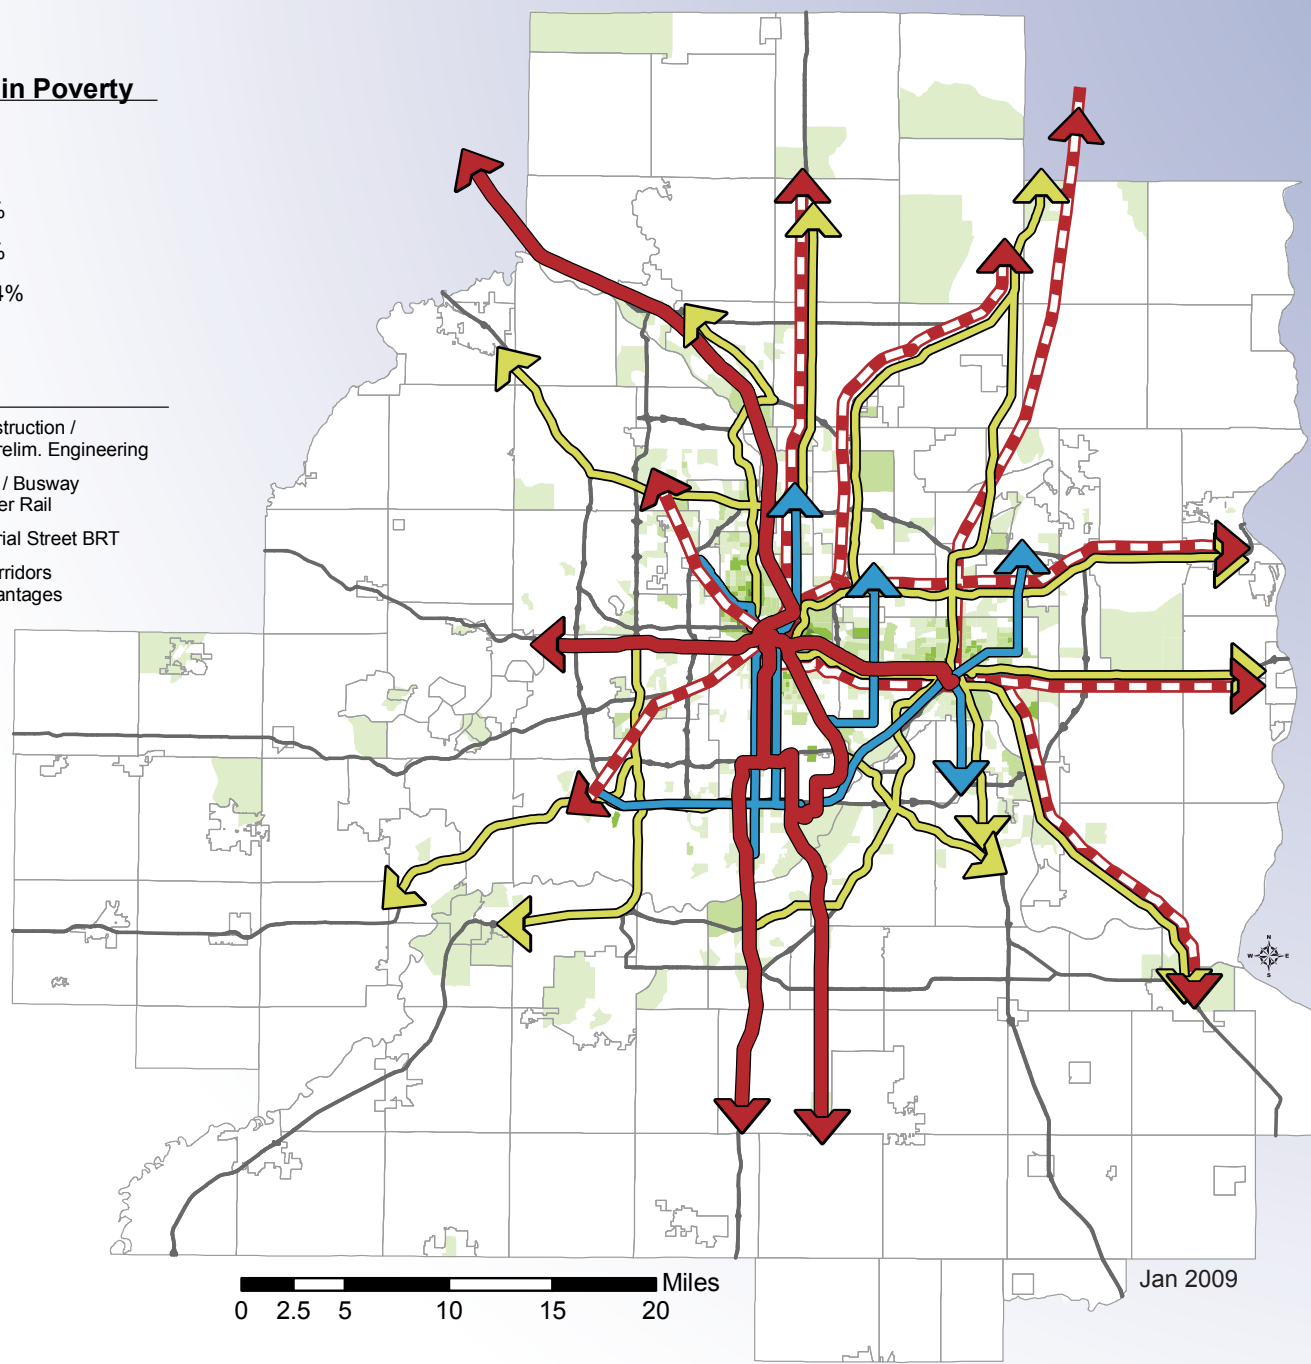 in Poverty
%
%
4%
struction /
relim. Engineering
/ Busway
er Rail
rial Street BRT
rridors
antages
N
W E
S
Miles
0 2.5 5 10 15 20
Jan 2009